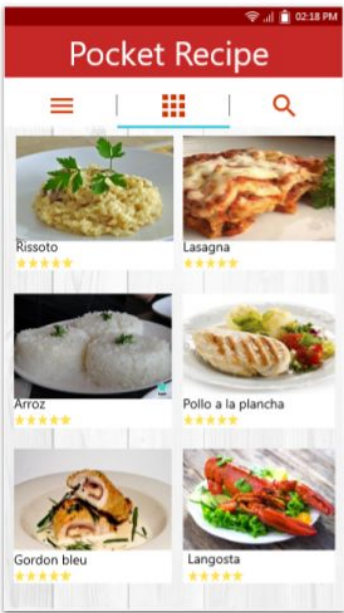 02:18 PM
Pocket Recipe
Rissoto
Lasagna
Arroz
Pollo a la plancha
Gordon bleu
Langosta